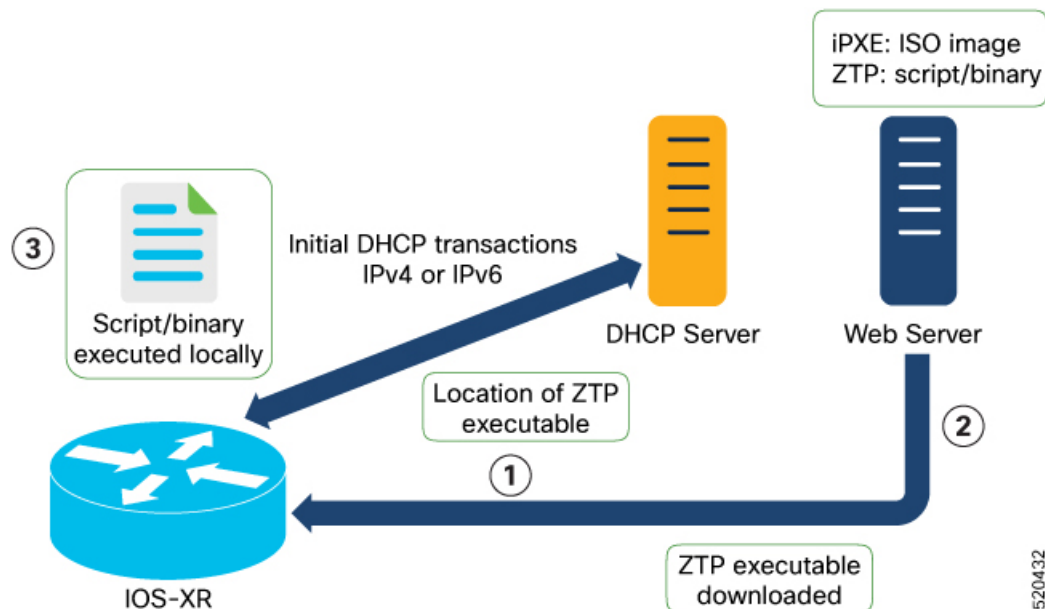 iPXE: ISO image
ZTP: script/binary
3
Initial DHCP transactions
IPv4 or IPv6
Script/binary
executed locally
DHCP Server
Web Server
Location of ZTP
executable
2
1
ZTP executable
downloaded
IOS-XR
520432